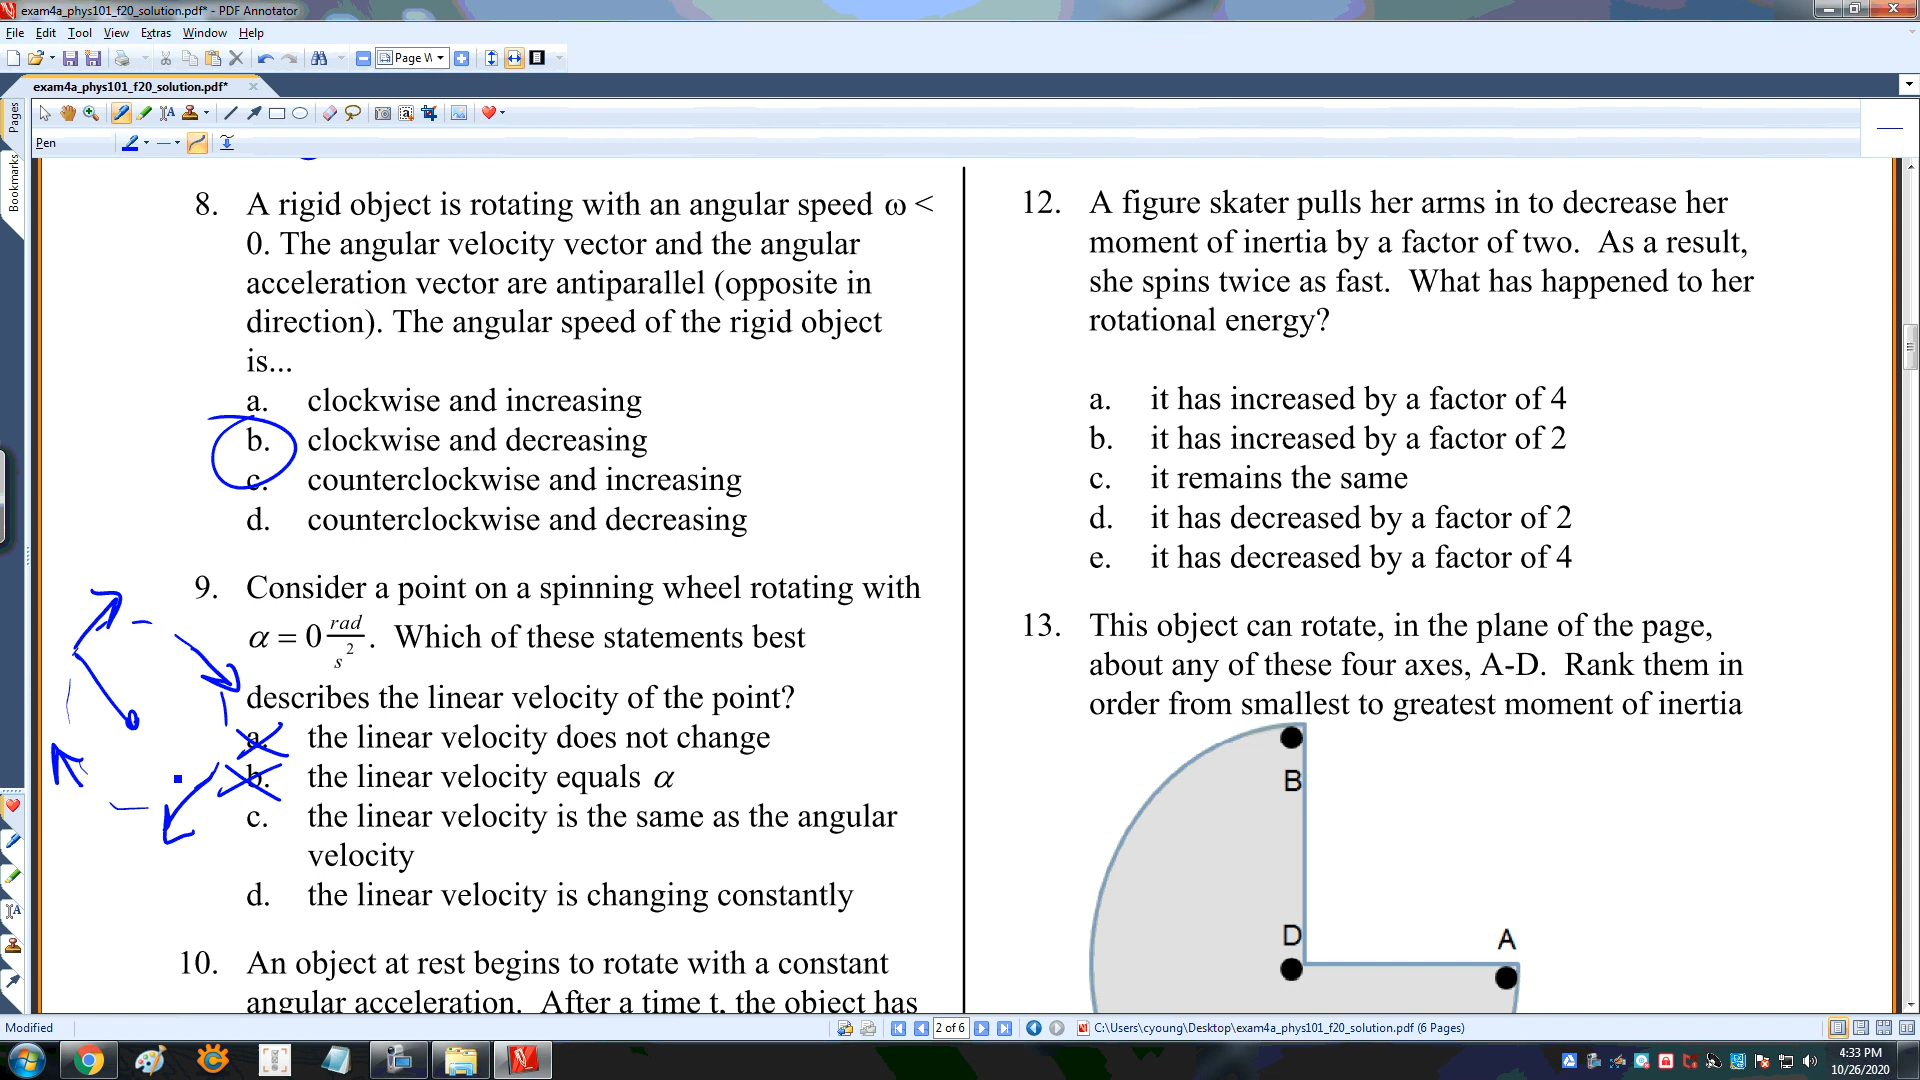 exam4a_phys101_f20_solution.pdf* - PDF Annotator
File Edit Tool View Extras Window Help
Page W
exam4a_phys101_f20_solution.pdf*
Pages
Bookmarks
Pen
8. A rigid object is rotating with an angular speed ω <
0. The angular velocity vector and the angular
acceleration vector are antiparallel (opposite in
direction). The angular speed of the rigid object
is...
a. clockwise and increasing
b. clockwise and decreasing
c. counterclockwise and increasing
d. counterclockwise and decreasing
9. Consider a point on a spinning wheel rotating with
α = 0 rad/s². Which of these statements best
describes the linear velocity of the point?
a. the linear velocity does not change
b. the linear velocity equals α
c. the linear velocity is the same as the angular
velocity
d. the linear velocity is changing constantly
10. An object at rest begins to rotate with a constant
angular acceleration. After a time t, the object has
12. A figure skater pulls her arms in to decrease her
moment of inertia by a factor of two. As a result,
she spins twice as fast. What has happened to her
rotational energy?
a. it has increased by a factor of 4
b. it has increased by a factor of 2
c. it remains the same
d. it has decreased by a factor of 2
e. it has decreased by a factor of 4
13. This object can rotate, in the plane of the page,
about any of these four axes, A-D. Rank them in
order from smallest to greatest moment of inertia
B
D
A
Modified
2 of 6
C:\Users\cyoung\Desktop\exam4a_phys101_f20_solution.pdf (6 Pages)
4:33 PM
10/26/2020